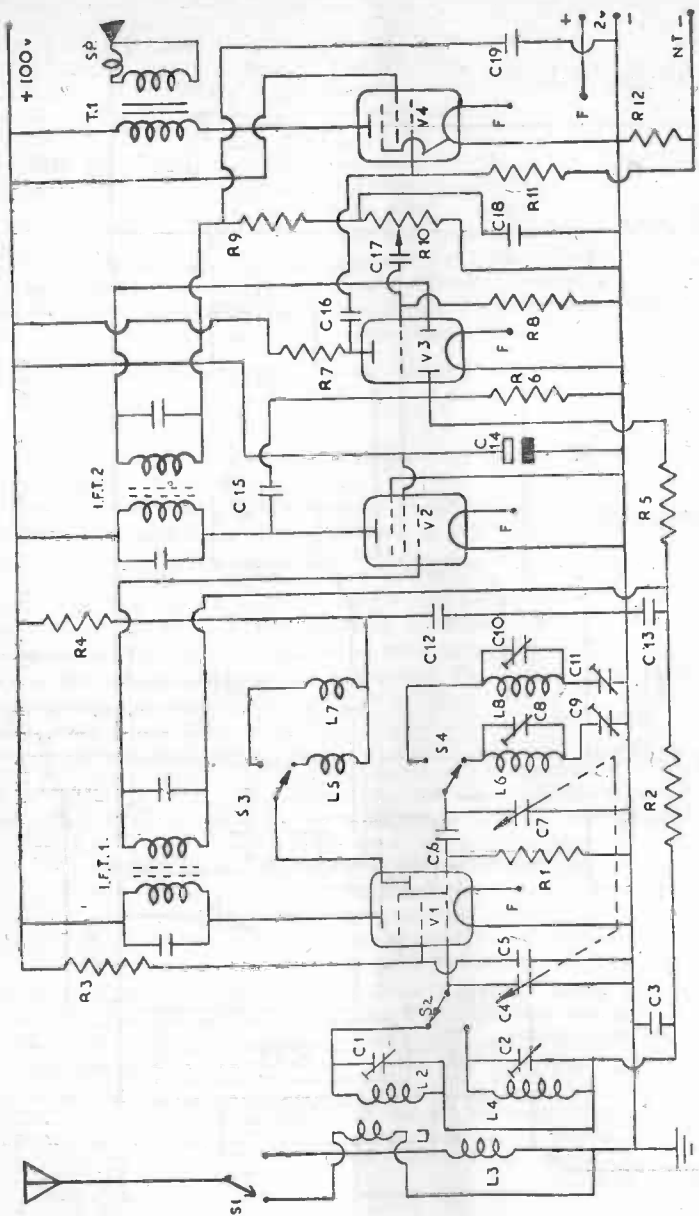 +100v
SP.
T.1
I.F.T.2
I.F.T.1.
R4
R3
R9
R7
C15
C16
C17
R10
C18
C19
V4
V3
V2
V1
R11
R8
R6
R12
C14
+
2v
-
F
F
F
F
F
NT-
S3
L7
L5
S4
C12
C10
L8
C8
L6
C11
C9
C7
C6
R1
C13
R5
R2
S1
S2
C1
L2
L1
C2
L4
L3
C4
C5
C3